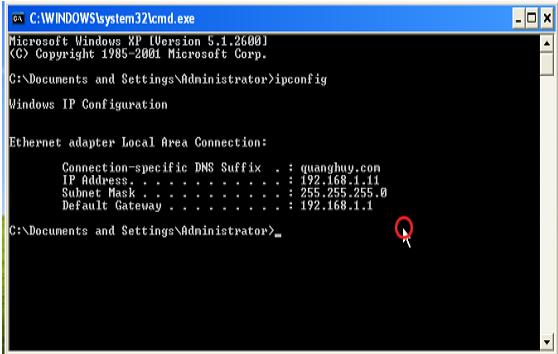 C:\WINDOWS\system32\cmd.exe
Microsoft Windows XP [Version 5.1.2600]
(C) Copyright 1985-2001 Microsoft Corp.
C:\Documents and Settings\Administrator>ipconfig
Windows IP Configuration
Ethernet adapter Local Area Connection:
Connection-specific DNS Suffix . : quanghuy.com
IP Address. . . . . . . . . . . . : 192.168.1.11
Subnet Mask . . . . . . . . . . . : 255.255.255.0
Default Gateway . . . . . . . . . : 192.168.1.1
C:\Documents and Settings\Administrator>_